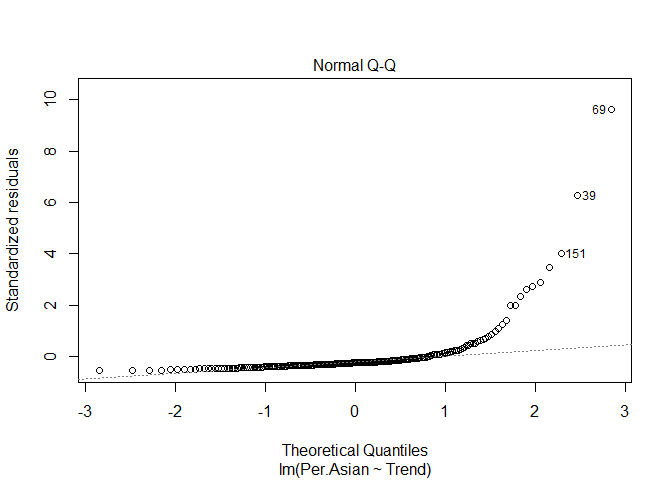 Normal Q-Q
Standardized residuals
10
8
6
4
2
0
69
39
151
-3 -2 -1 0 1 2 3
Theoretical Quantiles
lm(Per.Asian ~ Trend)